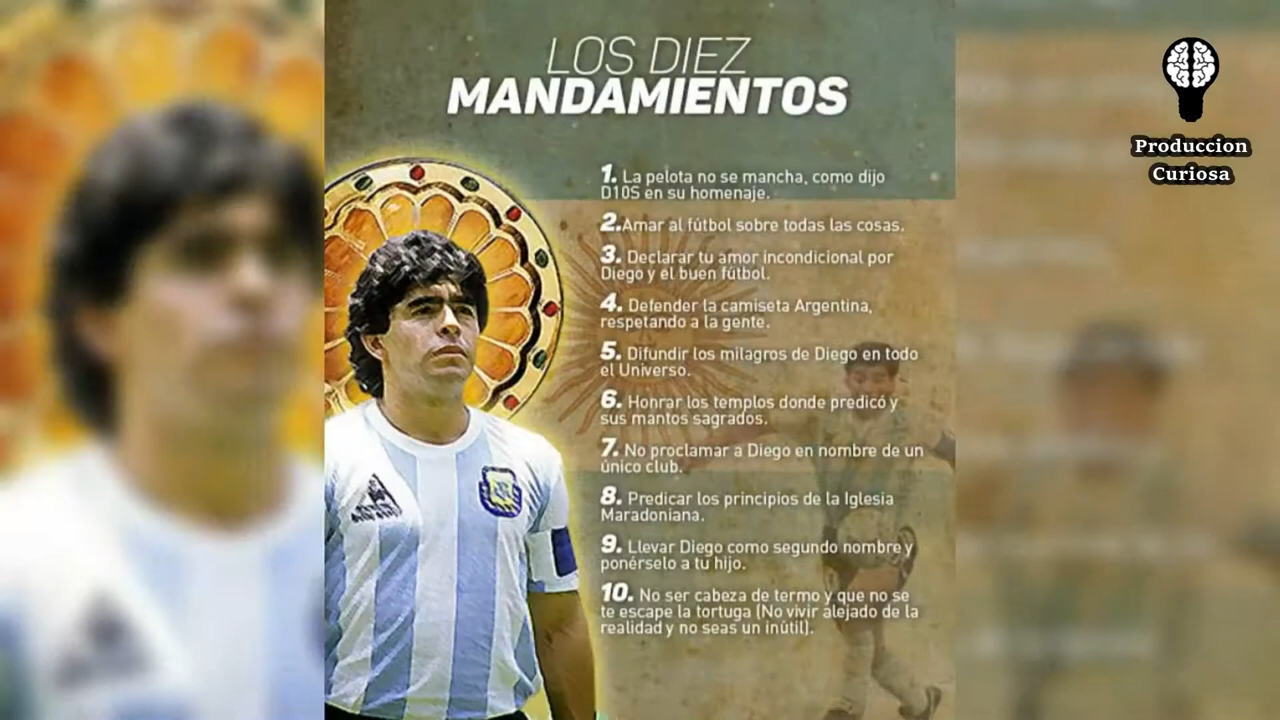 LOS DIEZ
MANDAMIENTOS
Produccion
Curiosa
1. La pelota no se mancha, como dijo
D10S en su homenaje.
2.Amar al fútbol sobre todas las cosas.
3. Declarar tu amor incondicional por
Diego y el buen fútbol.
4. Defender la camiseta Argentina,
respetando a la gente.
5. Difundir los milagros de Diego en todo
el Universo.
6. Honrar los templos donde predicó y
sus mantos sagrados.
7. No proclamar a Diego en nombre de un
único club.
8. Predicar los principios de la Iglesia
Maradoniana.
9. Llevar Diego como segundo nombre y
ponérselo a tu hijo.
10. No ser cabeza de termo y que no se
te escape la tortuga (No vivir alejado de la
realidad y no seas un inútil).